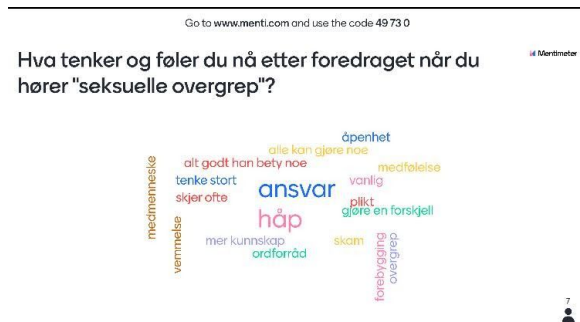 Go to www.menti.com and use the code 49 73 0
Mentimeter
Hva tenker og føler du nå etter foredraget når du
hører "seksuelle overgrep"?
åpenhet
alle kan gjøre noe
alt godt han bety noe
medfølelse
tenke stort
ansvar
vanlig
skjer ofte
plikt
håp
gjøre en forskjell
medmenneske
vemmelse
mer kunnskap
skam
ordforråd
forebygging
overgrep
7